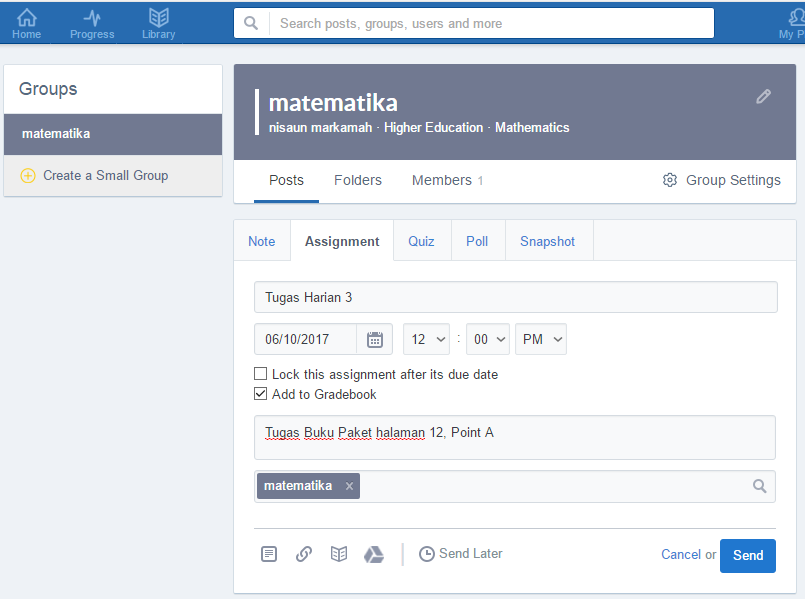 Home
Progress
Library
Search posts, groups, users and more
My P
Groups
matematika
Create a Small Group
matematika
nisaun markamah · Higher Education · Mathematics
Posts
Folders
Members 1
Group Settings
Note
Assignment
Quiz
Poll
Snapshot
Tugas Harian 3
06/10/2017
12 : 00 PM
Lock this assignment after its due date
Add to Gradebook
Tugas Buku Paket halaman 12, Point A
matematika x
Send Later
Cancel or Send